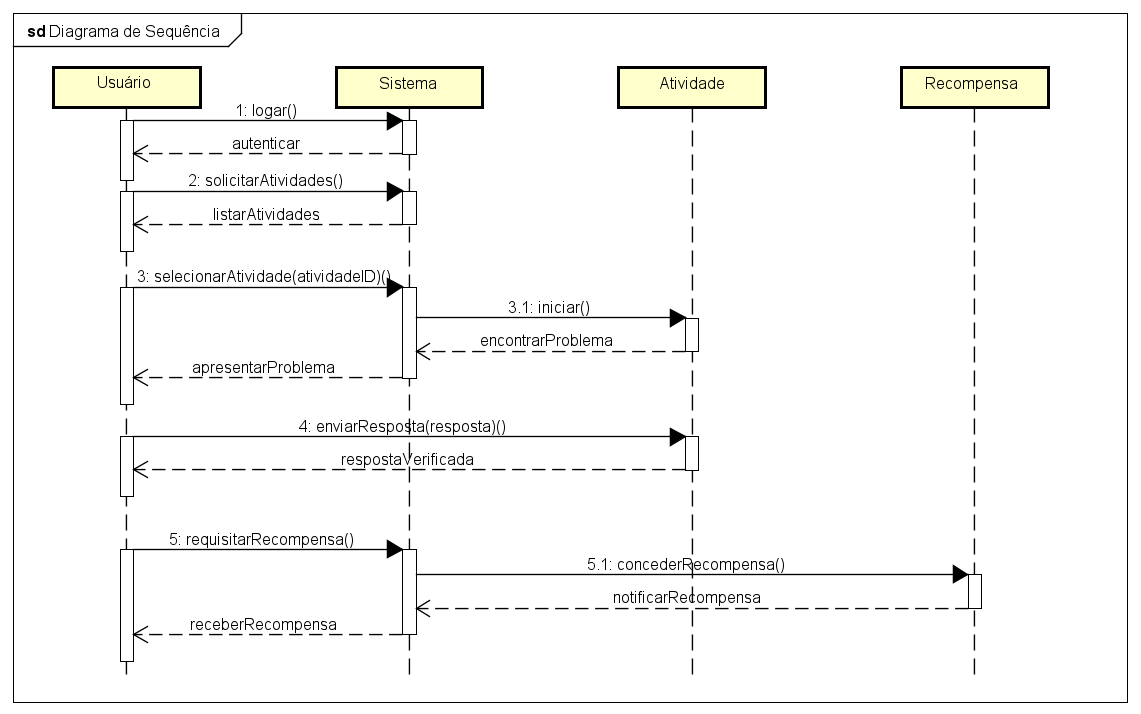 sd Diagrama de Sequência
Usuário
Sistema
Atividade
Recompensa
1: logar()
autenticar
2: solicitarAtividades()
listarAtividades
3: selecionarAtividade(atividadeID)()
3.1: iniciar()
encontrarProblema
apresentarProblema
4: enviarResposta(resposta)()
respostaVerificada
5: requisitarRecompensa()
5.1: concederRecompensa()
notificarRecompensa
receberRecompensa